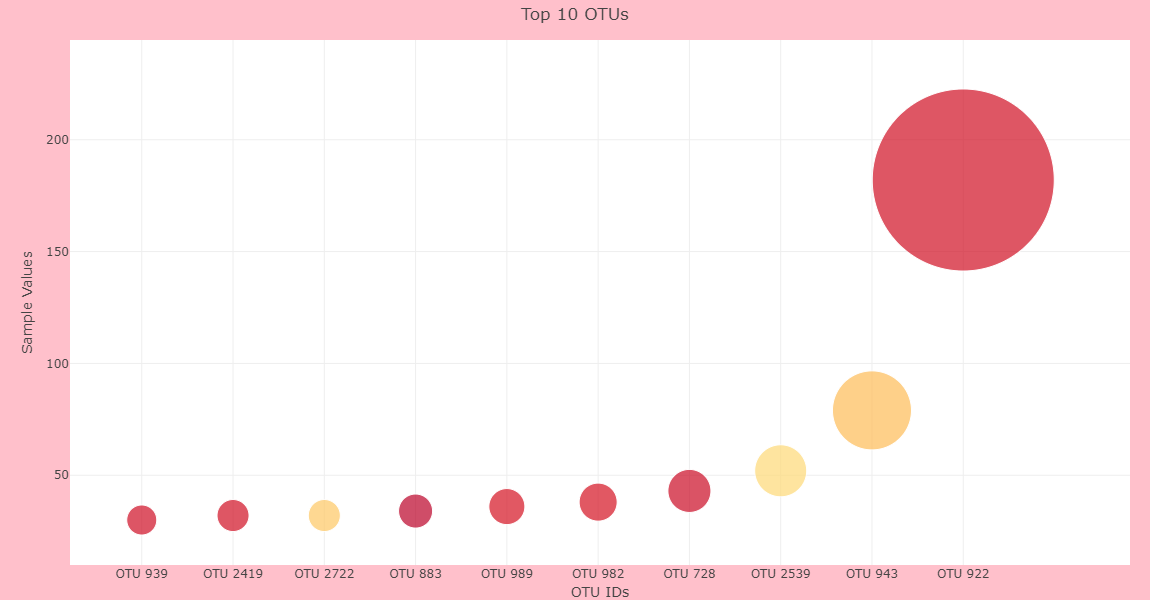 Top 10 OTUs
200
150
100
50
Sample Values
OTU 939 OTU 2419 OTU 2722 OTU 883 OTU 989 OTU 982 OTU 728 OTU 2539 OTU 943 OTU 922
OTU IDs